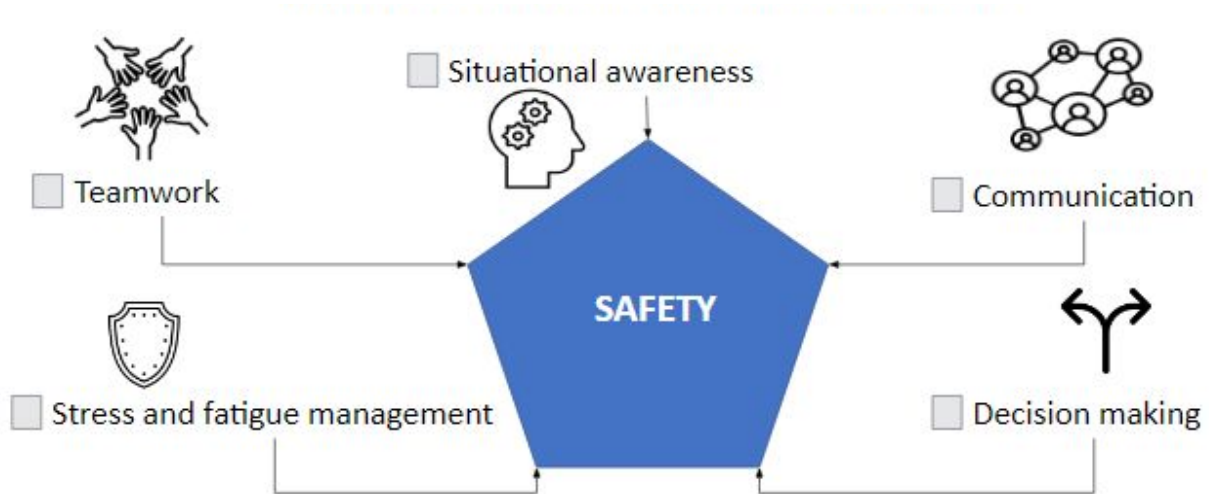 Situational awareness
Teamwork
Communication
SAFETY
Stress and fatigue management
Decision making